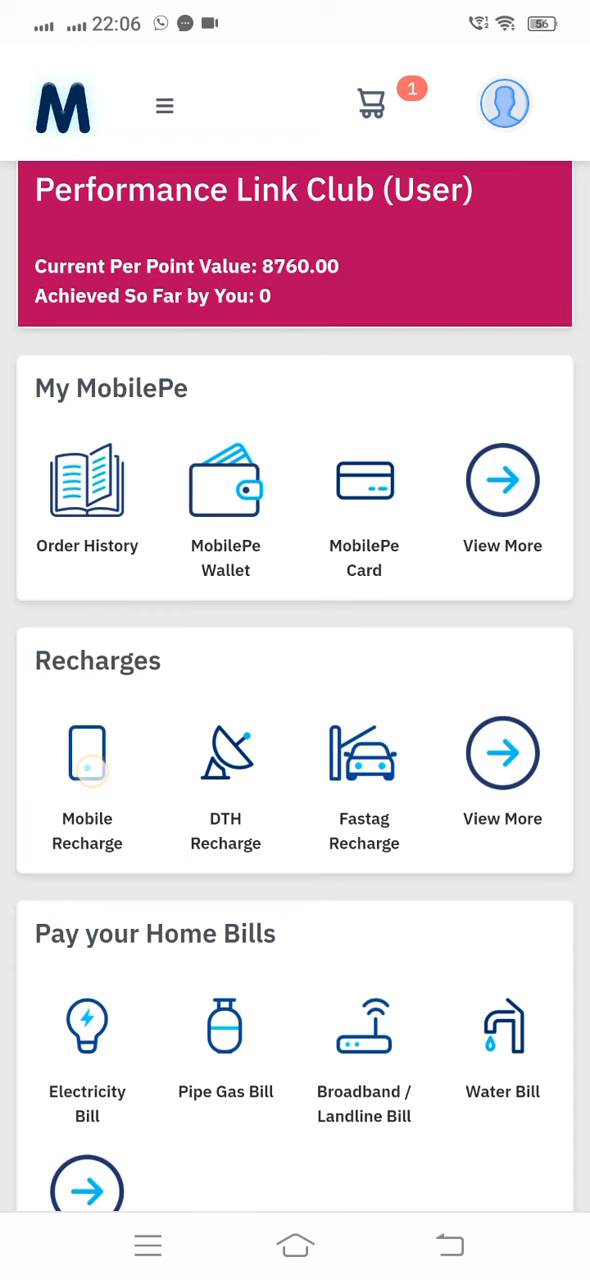 22:06
56
M
1
Performance Link Club (User)
Current Per Point Value: 8760.00
Achieved So Far by You: 0
My MobilePe
Order History
MobilePe
Wallet
MobilePe
Card
View More
Recharges
Mobile
Recharge
DTH
Recharge
Fastag
Recharge
View More
Pay your Home Bills
Electricity
Bill
Pipe Gas Bill
Broadband /
Landline Bill
Water Bill